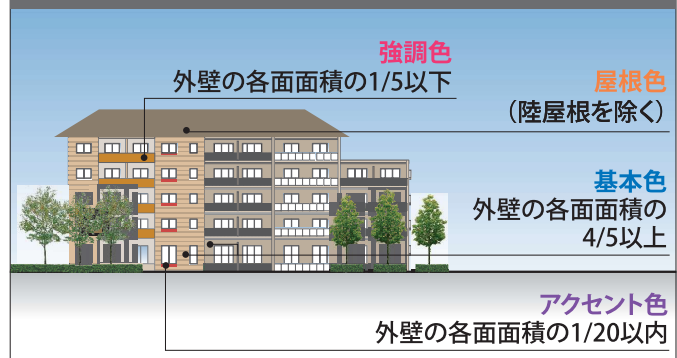 強調色
外壁の各面面積の1/5以下
屋根色
（陸屋根を除く）
基本色
外壁の各面面積の
4/5以上
アクセント色
外壁の各面面積の1/20以内